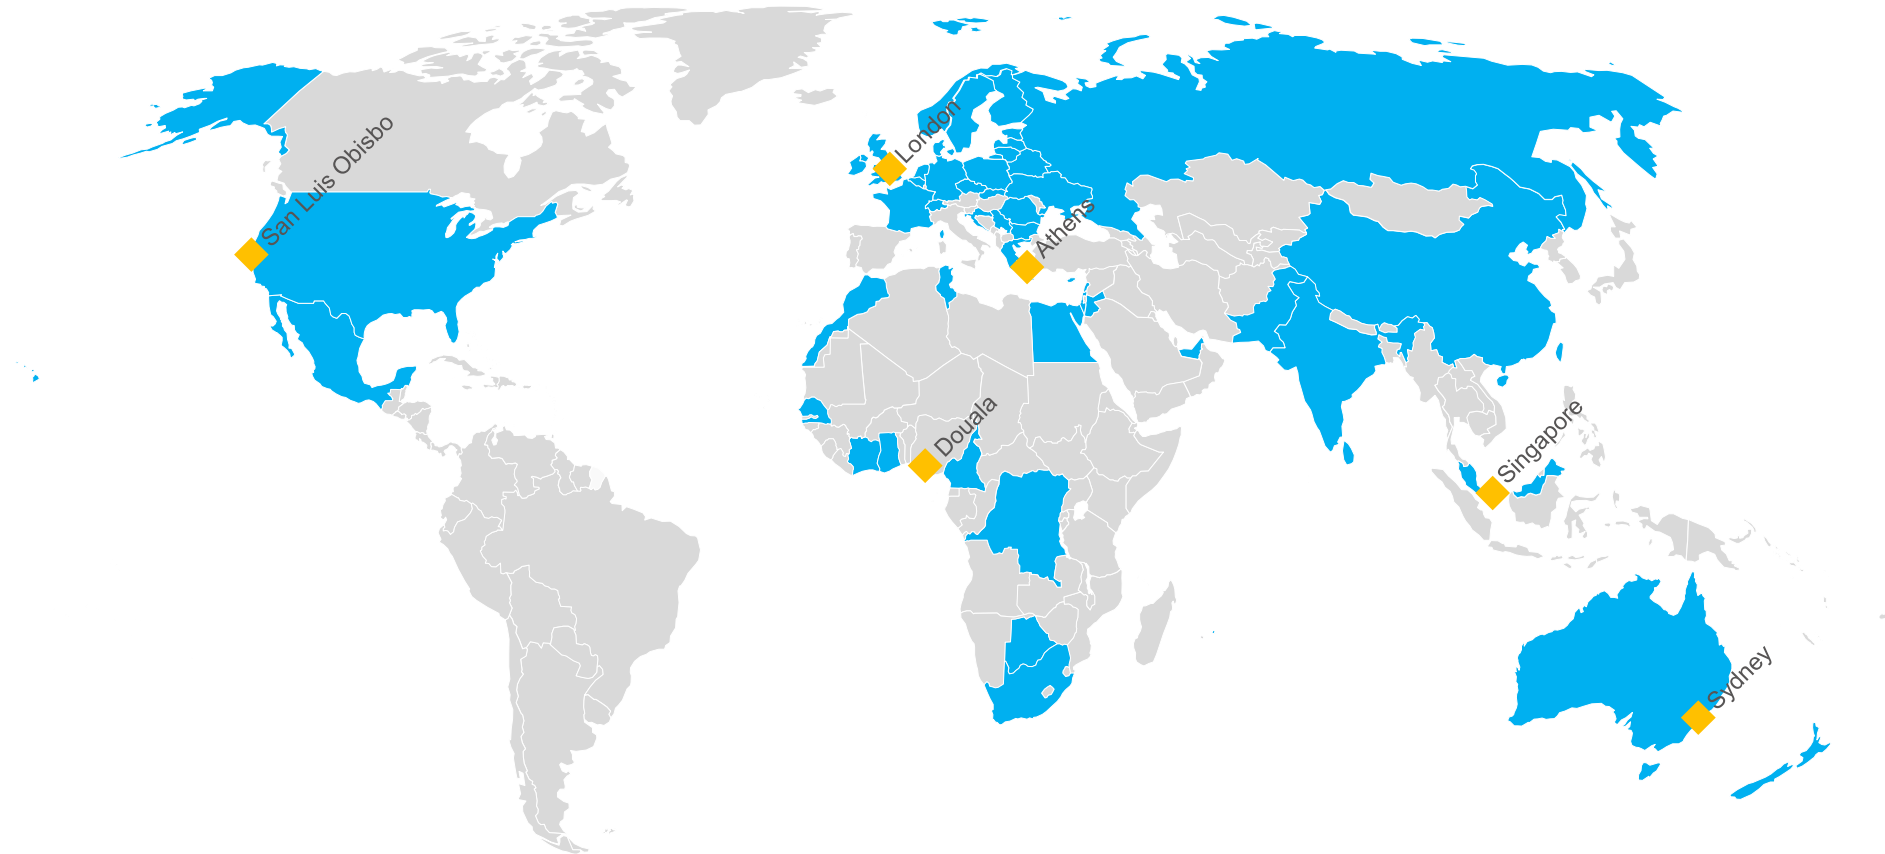 San Luis Obisbo
London
Athens
Douala
Singapore
Sydney